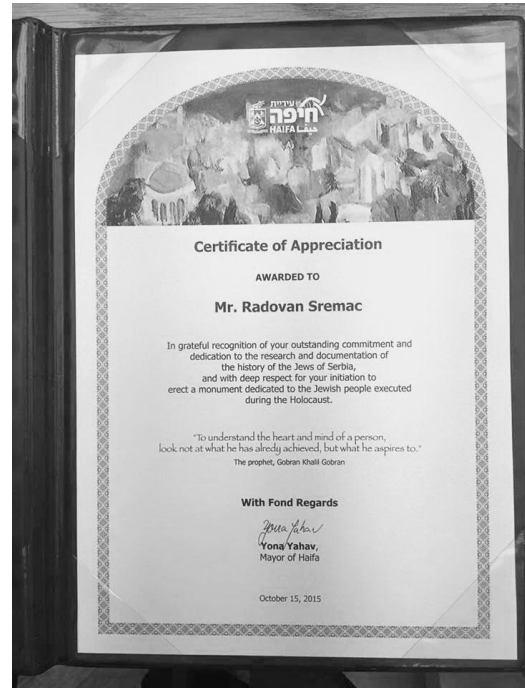 עיריית
חיפה
HAIFA حيفا
Certificate of Appreciation
AWARDED TO
Mr. Radovan Sremac
In grateful recognition of your outstanding commitment and
dedication to the research and documentation of
the history of the Jews of Serbia,
and with deep respect for your initiation to
erect a monument dedicated to the Jewish people executed
during the Holocaust.
"To understand the heart and mind of a person,
look not at what he has alredy achieved, but what he aspires to."
The prophet, Gobran Khalil Gobran
With Fond Regards
Yona Yahav
Yona Yahav,
Mayor of Haifa
October 15, 2015